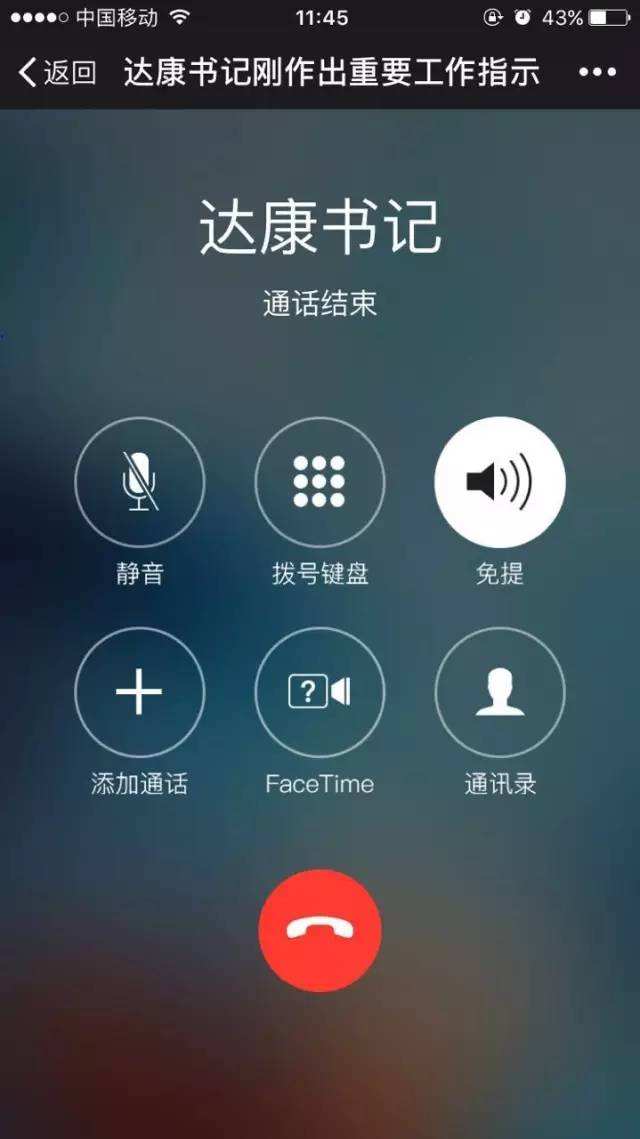 中国移动 11:45 43%
返回 达康书记刚作出重要工作指示
达康书记
通话结束
静音 拨号键盘 免提
?
添加通话 FaceTime 通讯录